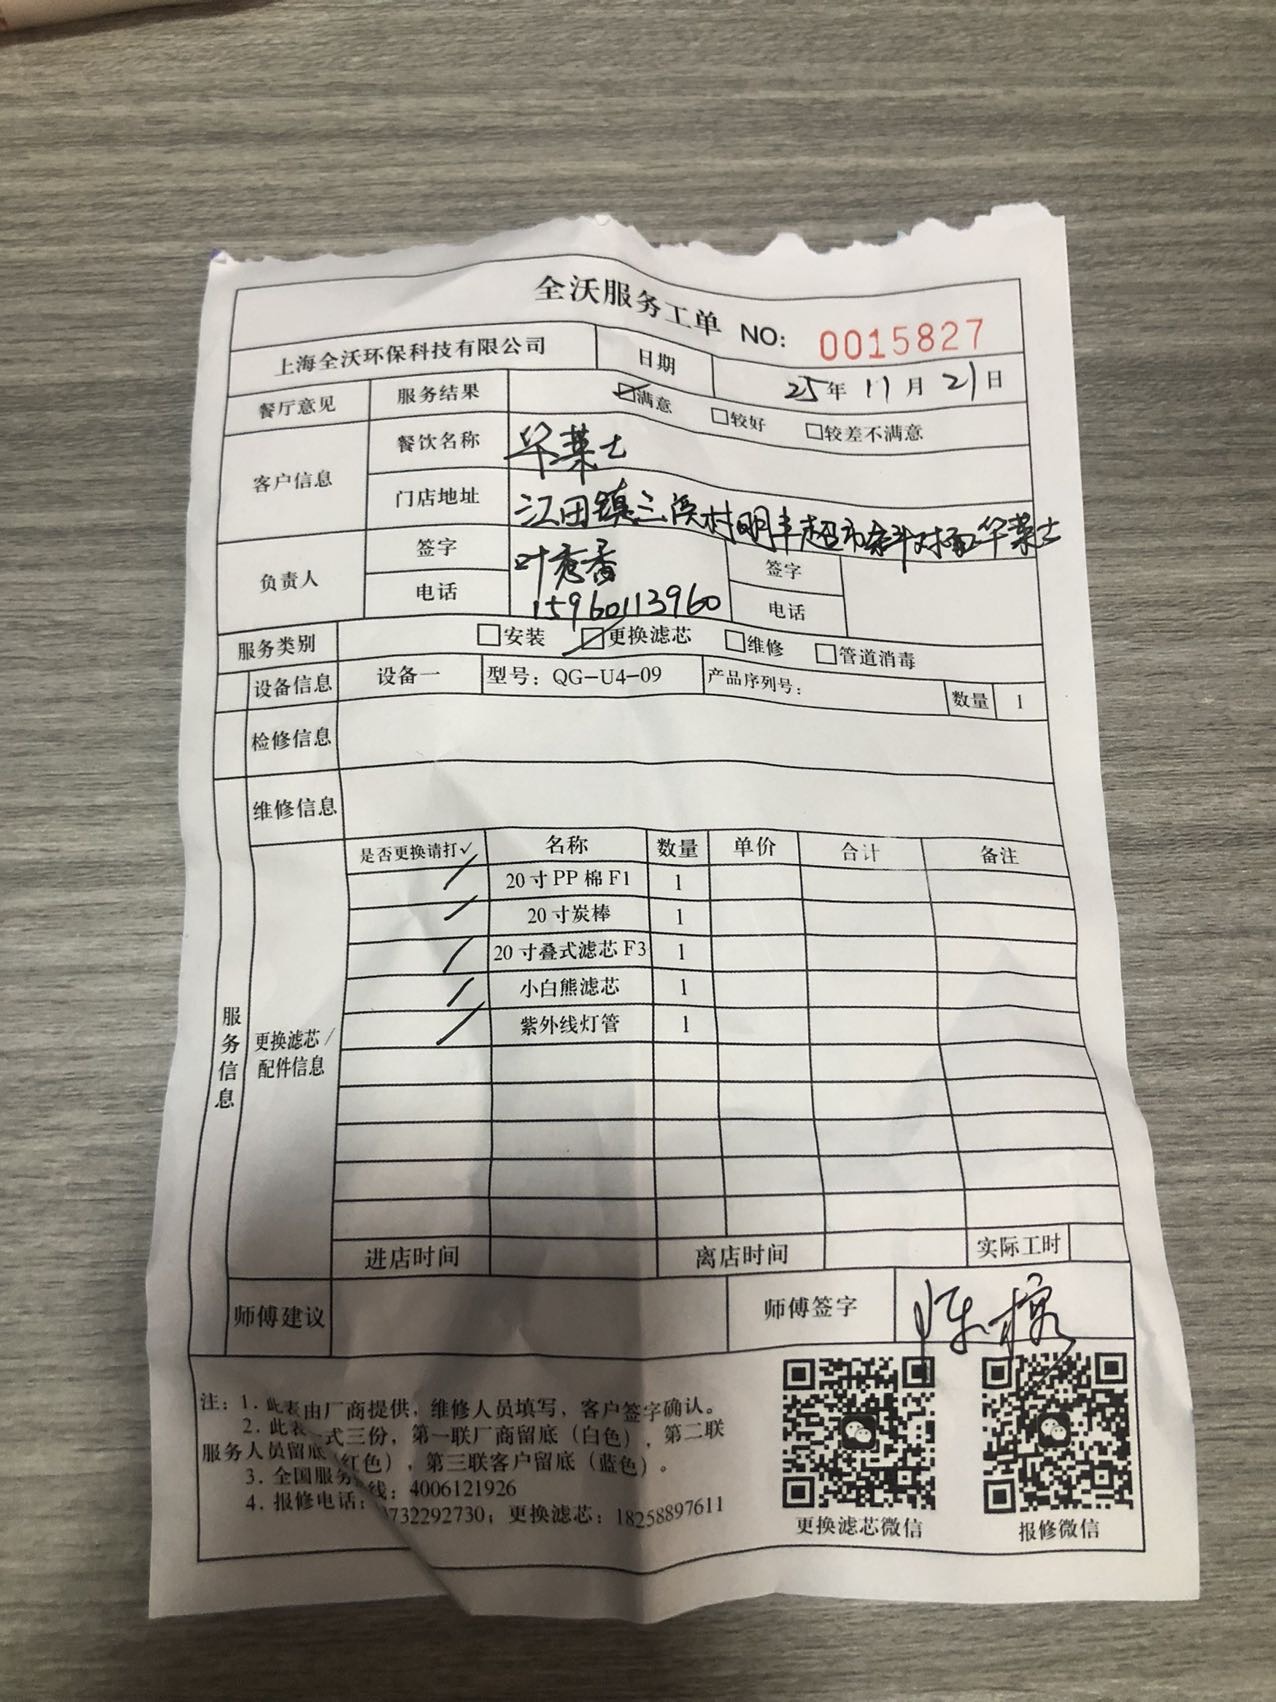 全沃服务工单 NO: 0015827
上海全沃环保科技有限公司 日期 25年 11月 21日
餐厅意见 服务结果 ☑满意 □较好 □较差不满意
客户信息 餐饮名称 华莱士
门店地址 江田镇三溪村明丰超市斜对面华莱士
负责人 签字 叶惹香 签字
电话 15960113960 电话
服务类别 □安装 ☑更换滤芯 □维修 □管道消毒
设备信息 设备一 型号: QG-U4-09 产品序列号: 数量 1
检修信息
维修信息
服务信息
更换滤芯/配件信息
是否更换请打✓ 名称 数量 单价 合计 备注
✓ 20寸PP棉F1 1
✓ 20寸炭棒 1
✓ 20寸叠式滤芯F3 1
✓ 小白熊滤芯 1
✓ 紫外线灯管 1
进店时间 离店时间 实际工时
师傅建议 师傅签字
注: 1. 此表由厂商提供, 维修人员填写, 客户签字确认。
2. 此表一式三份, 第一联厂商留底(白色), 第二联
服务人员留底(红色), 第三联客户留底(蓝色)。
3. 全国服务线: 4006121926
4. 报修电话: 732292730; 更换滤芯: 18258897611
更换滤芯微信 报修微信